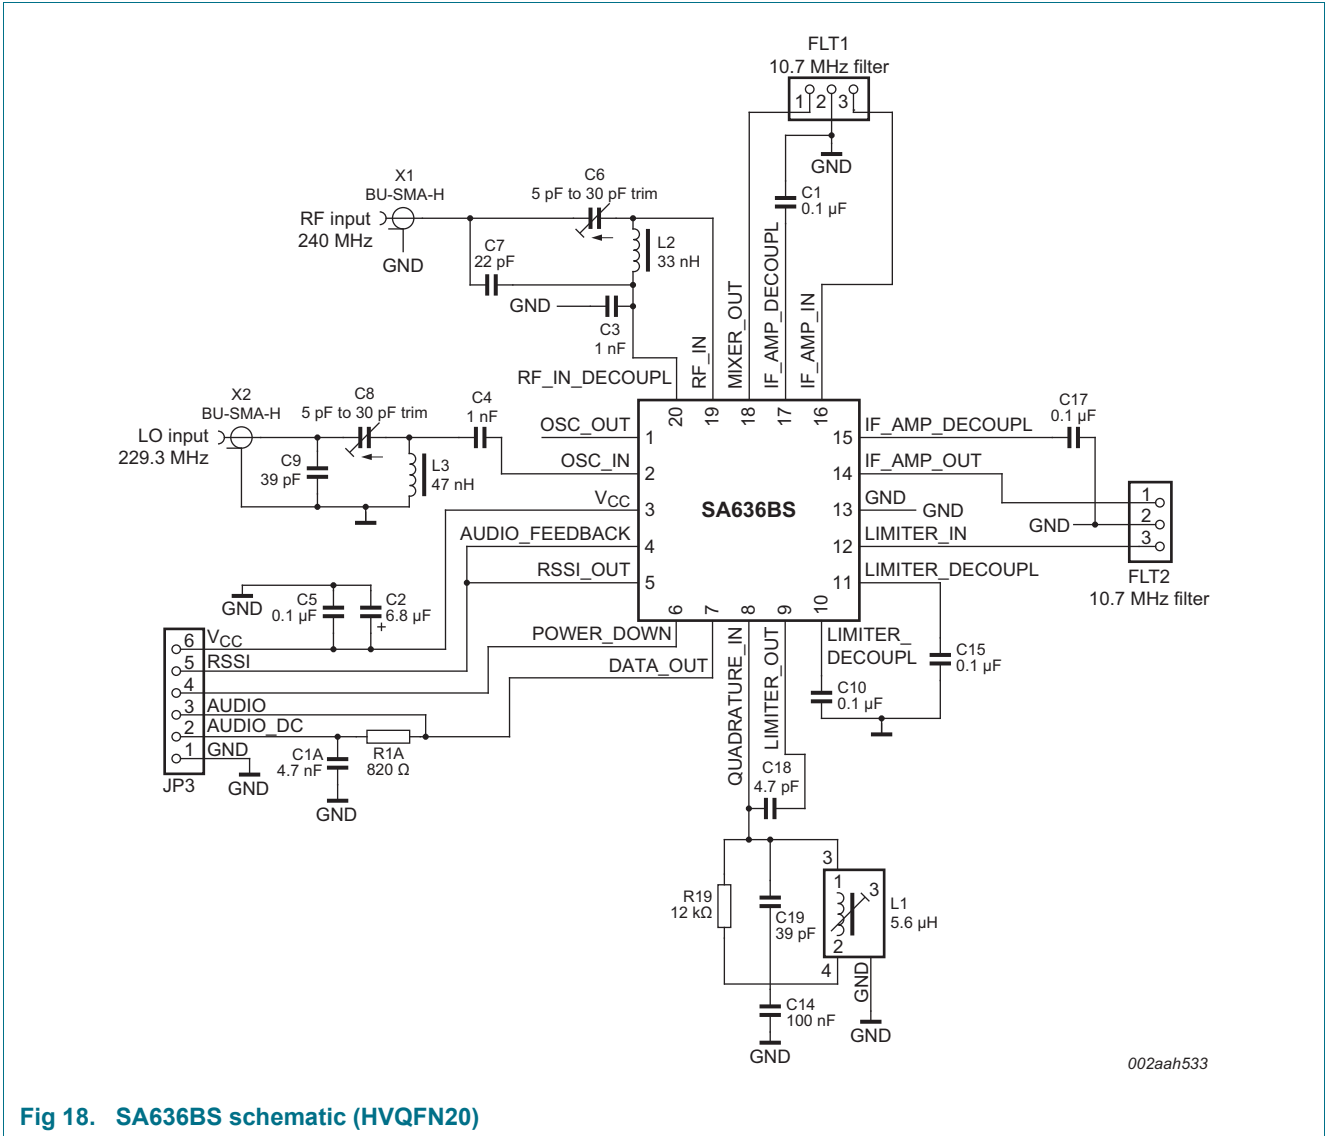 FLT1
10.7 MHz filter
1 2 3
GND
C1
0.1 µF
X1
BU-SMA-H
RF input
240 MHz
GND
C6
5 pF to 30 pF trim
C7
22 pF
L2
33 nH
GND
C3
1 nF
RF_IN_DECOUPL
RF_IN
MIXER_OUT
IF_AMP_DECOUPL
IF_AMP_IN
20 19 18 17 16
X2
BU-SMA-H
LO input
229.3 MHz
C8
5 pF to 30 pF trim
C4
1 nF
C9
39 pF
L3
47 nH
OSC_OUT
1
OSC_IN
2
VCC
3
AUDIO_FEEDBACK
4
RSSI_OUT
5
SA636BS
15
IF_AMP_DECOUPL
14
IF_AMP_OUT
13
GND
GND
12
LIMITER_IN
11
LIMITER_DECOUPL
C17
0.1 µF
GND
1
2
3
FLT2
10.7 MHz filter
6 7 8 9 10
POWER_DOWN
DATA_OUT
QUADRATURE_IN
LIMITER_OUT
LIMITER_
DECOUPL
C10
0.1 µF
C15
0.1 µF
GND
C5
0.1 µF
C2
6.8 µF
+
6
VCC
5
RSSI
4
3
AUDIO
2
AUDIO_DC
1
GND
JP3
GND
C1A
4.7 nF
GND
R1A
820 Ω
C18
4.7 pF
R19
12 kΩ
C19
39 pF
3
1
3
2
4
L1
5.6 µH
GND
GND
C14
100 nF
GND
002aah533
Fig 18. SA636BS schematic (HVQFN20)